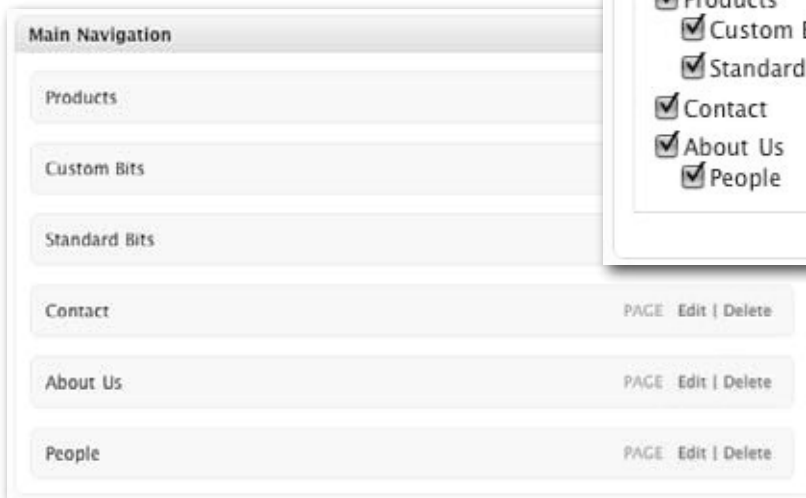 Main Navigation
Products
Custom Bits
Standard Bits
Contact PAGE Edit | Delete
About Us PAGE Edit | Delete
People PAGE Edit | Delete
Products
Custom
Standard
Contact
About Us
People